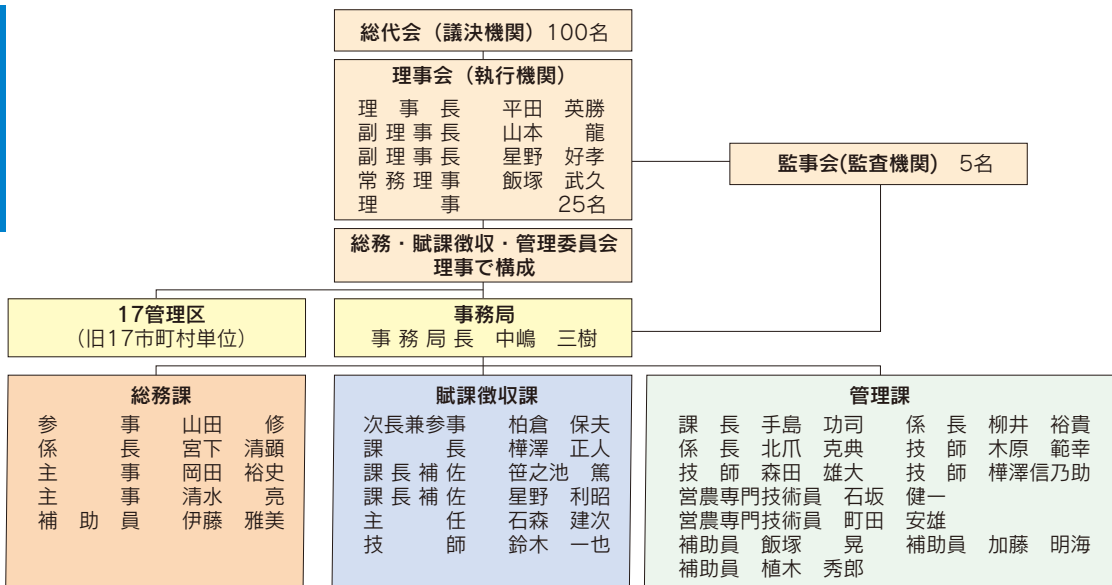 総代会（議決機関）100名
理事会（執行機関）
理事長 平田 英勝
副理事長 山本 龍
副理事長 星野 好孝
常務理事 飯塚 武久
理事 25名
監事会(監査機関) 5名
総務・賦課徴収・管理委員会
理事で構成
17管理区
（旧17市町村単位）
事務局
事務局長 中嶋 三樹
総務課
参事 山田 修
係長 宮下 清顕
主事 岡田 裕史
主事 清水 亮
補助員 伊藤 雅美
賦課徴収課
次長兼参事 柏倉 保夫
課長 樺澤 正人
課長補佐 笹之池 篤
課長補佐 星野 利昭
主任 石森 建次
技師 鈴木 一也
管理課
課長 手島 功司 係長 柳井 裕貴
係長 北爪 克典 技師 木原 範幸
技師 森田 雄大 技師 樺澤信乃助
営農専門技術員 石坂 健一
営農専門技術員 町田 安雄
補助員 飯塚 晃 補助員 加藤 明海
補助員 植木 秀郎